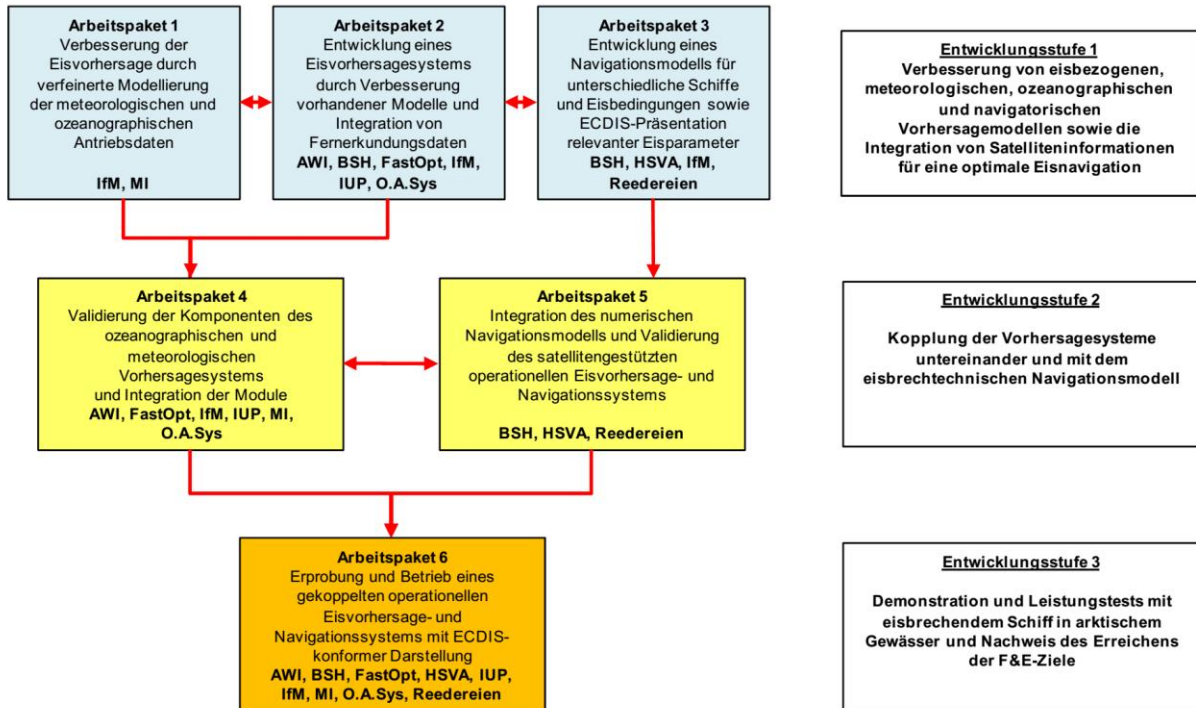 Arbeitspaket 1
Verbesserung der
Eisvorhersage durch
verfeinerte Modellierung
der meteorologischen und
ozeanographischen
Antriebsdaten
IfM, MI
Arbeitspaket 2
Entwicklung eines
Eisvorhersagesystems
durch Verbesserung
vorhandener Modelle und
Integration von
Fernerkundungsdaten
AWI, BSH, FastOpt, IfM,
IUP, O.A.Sys
Arbeitspaket 3
Entwicklung eines
Navigationsmodells für
unterschiedliche Schiffe
und Eisbedingungen sowie
ECDIS-Präsentation
relevanter Eisparameter
BSH, HSVA, IfM,
Reedereien
Entwicklungsstufe 1
Verbesserung von eisbezogenen,
meteorologischen, ozeanographischen
und navigatorischen
Vorhersagemodellen sowie die
Integration von Satelliteninformationen
für eine optimale Eisnavigation
Arbeitspaket 4
Validierung der Komponenten des
ozeanographischen und
meteorologischen
Vorhersagesystems
und Integration der Module
AWI, FastOpt, IfM, IUP, MI,
O.A.Sys
Arbeitspaket 5
Integration des numerischen
Navigationsmodells und Validierung
des satellitengestützten
operationellen Eisvorhersage- und
Navigationssystems
BSH, HSVA, Reedereien
Entwicklungsstufe 2
Kopplung der Vorhersagesysteme
untereinander und mit dem
eisbrechtechnischen Navigationsmodell
Arbeitspaket 6
Erprobung und Betrieb eines
gekoppelten operationellen
Eisvorhersage- und
Navigationssystems mit ECDIS-
konformer Darstellung
AWI, BSH, FastOpt, HSVA, IUP,
IfM, MI, O.A.Sys, Reedereien
Entwicklungsstufe 3
Demonstration und Leistungstests mit
eisbrechendem Schiff in arktischem
Gewässer und Nachweis des Erreichens
der F&E-Ziele